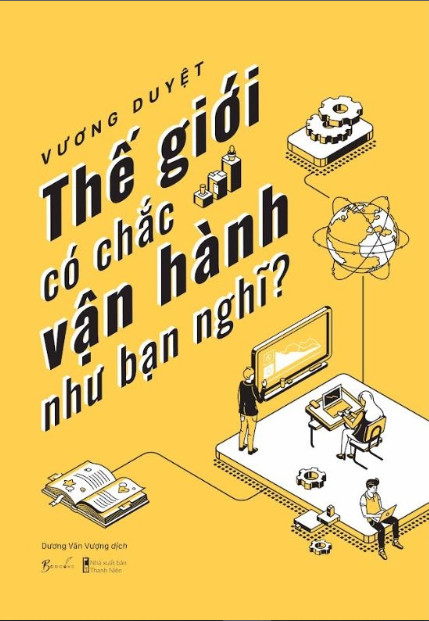 VƯƠNG DUYỆT
Thế giới
có chắc
vận hành
như bạn nghĩ?
Dương Văn Vượng dịch
Nhà xuất bản
Thanh Niên